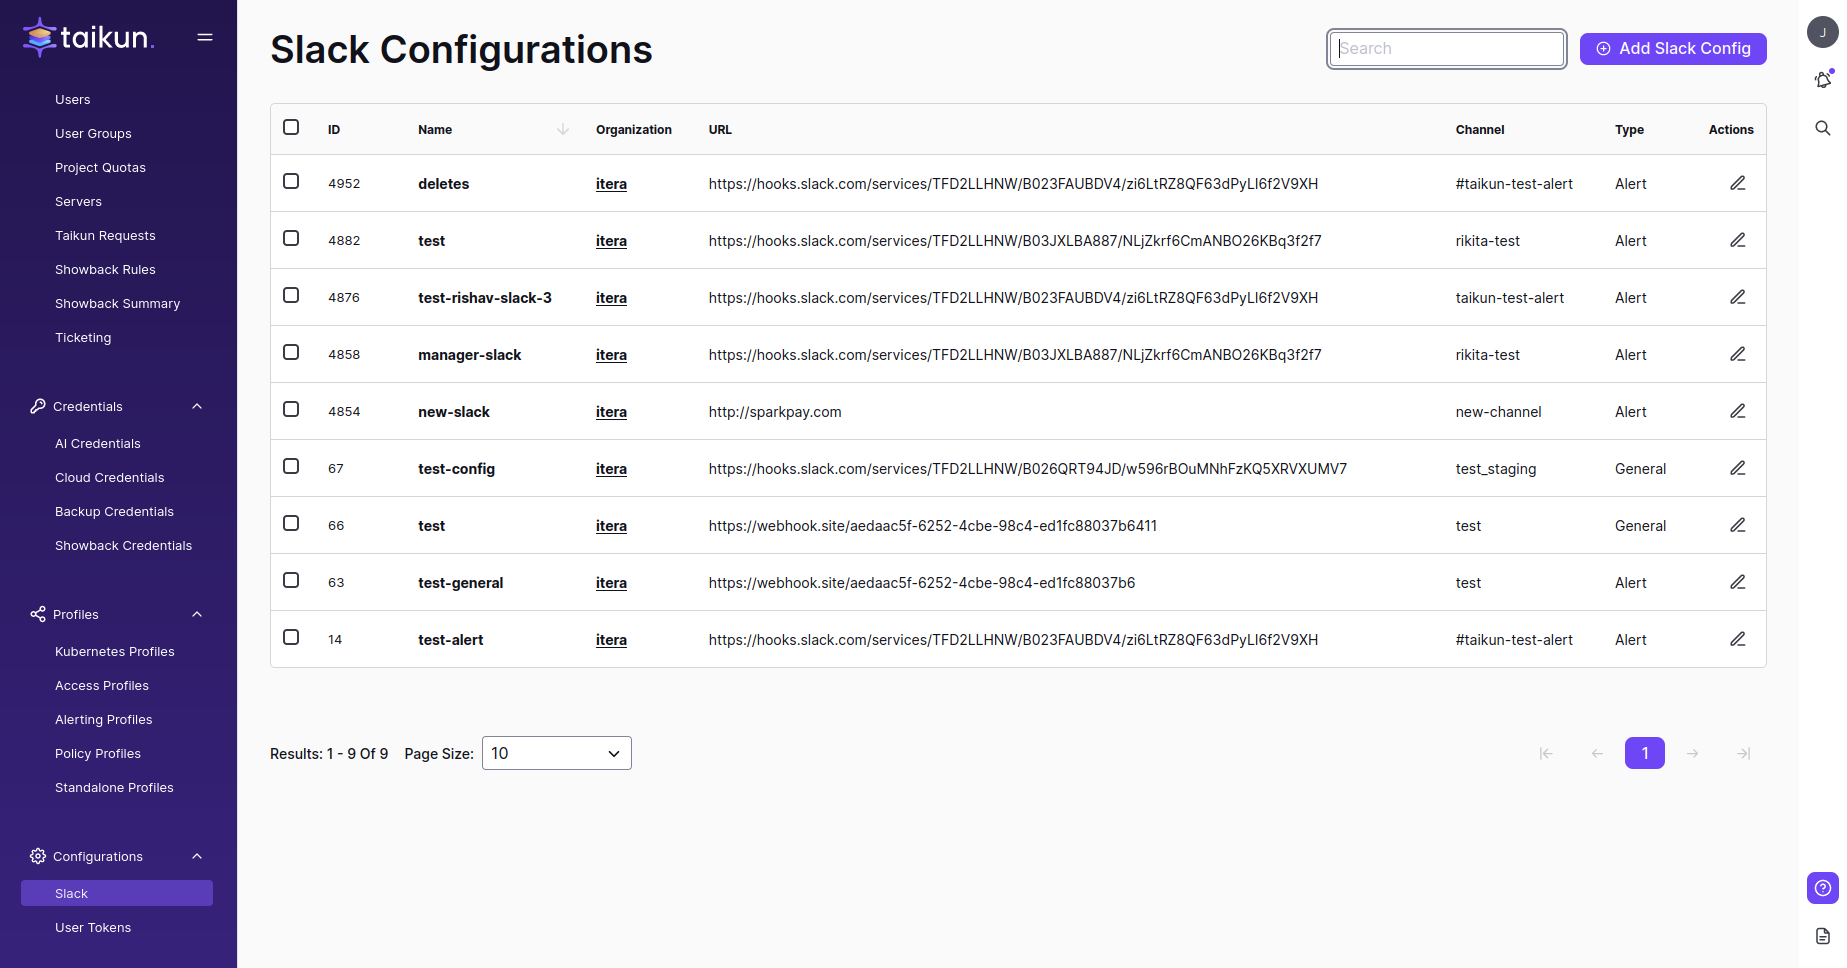 taikun.
Users
User Groups
Project Quotas
Servers
Taikun Requests
Showback Rules
Showback Summary
Ticketing
Credentials
AI Credentials
Cloud Credentials
Backup Credentials
Showback Credentials
Profiles
Kubernetes Profiles
Access Profiles
Alerting Profiles
Policy Profiles
Standalone Profiles
Configurations
Slack
User Tokens
Slack Configurations
Search
Add Slack Config
J
ID Name Organization URL Channel Type Actions
4952 deletes itera https://hooks.slack.com/services/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 #taikun-test-alert Alert
4882 test itera https://hooks.slack.com/services/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 rikita-test Alert
4876 test-rishav-slack-3 itera https://hooks.slack.com/services/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 taikun-test-alert Alert
4858 manager-slack itera https://hooks.slack.com/services/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 rikita-test Alert
4854 new-slack itera http://sparkpay.com new-channel Alert
67 test-config itera https://hooks.slack.com/services/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 test_staging General
66 test itera https://webhook.site/aedaac5f-6252-4cbe-98c4-ed1fc88037b6411 test General
63 test-general itera https://webhook.site/aedaac5f-6252-4cbe-98c4-ed1fc88037b6 test Alert
14 test-alert itera https://hooks.slack.com/services/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 #taikun-test-alert Alert
Results: 1 - 9 Of 9 Page Size: 10 1